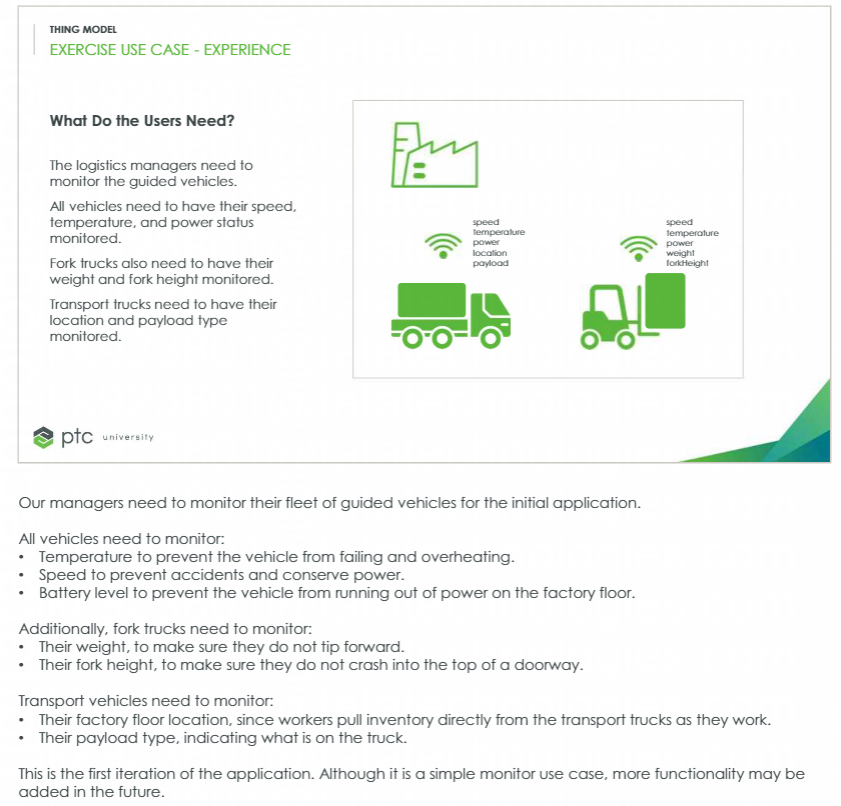 THING MODEL
EXERCISE USE CASE - EXPERIENCE
What Do the Users Need?
The logistics managers need to
monitor the guided vehicles.
All vehicles need to have their speed,
temperature, and power status
monitored.
Fork trucks also need to have their
weight and fork height monitored.
Transport trucks need to have their
location and payload type
monitored.
speed
temperature
power
location
payload
speed
temperature
power
weight
forkHeight
ptc university
Our managers need to monitor their fleet of guided vehicles for the initial application.
All vehicles need to monitor:
• Temperature to prevent the vehicle from failing and overheating.
• Speed to prevent accidents and conserve power.
• Battery level to prevent the vehicle from running out of power on the factory floor.
Additionally, fork trucks need to monitor:
• Their weight, to make sure they do not tip forward.
• Their fork height, to make sure they do not crash into the top of a doorway.
Transport vehicles need to monitor:
• Their factory floor location, since workers pull inventory directly from the transport trucks as they work.
• Their payload type, indicating what is on the truck.
This is the first iteration of the application. Although it is a simple monitor use case, more functionality may be
added in the future.